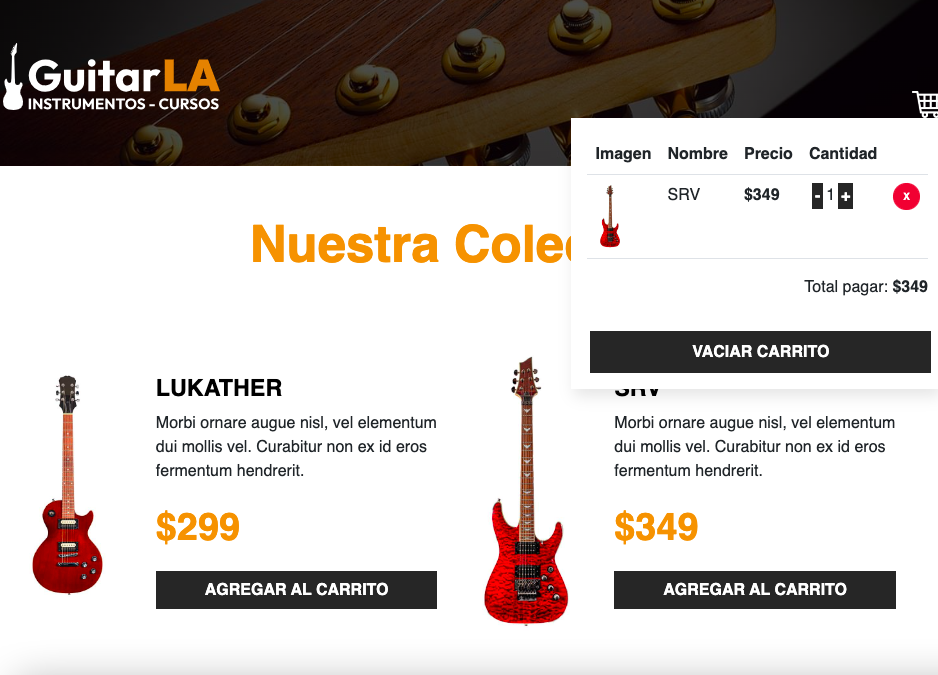 GuitarLA
INSTRUMENTOS - CURSOS
Imagen Nombre Precio Cantidad
SRV $349 - 1 + x
Total pagar: $349
VACIAR CARRITO
Nuestra Colec
LUKATHER
Morbi ornare augue nisl, vel elementum
dui mollis vel. Curabitur non ex id eros
fermentum hendrerit.
$299
AGREGAR AL CARRITO
SRV
Morbi ornare augue nisl, vel elementum
dui mollis vel. Curabitur non ex id eros
fermentum hendrerit.
$349
AGREGAR AL CARRITO